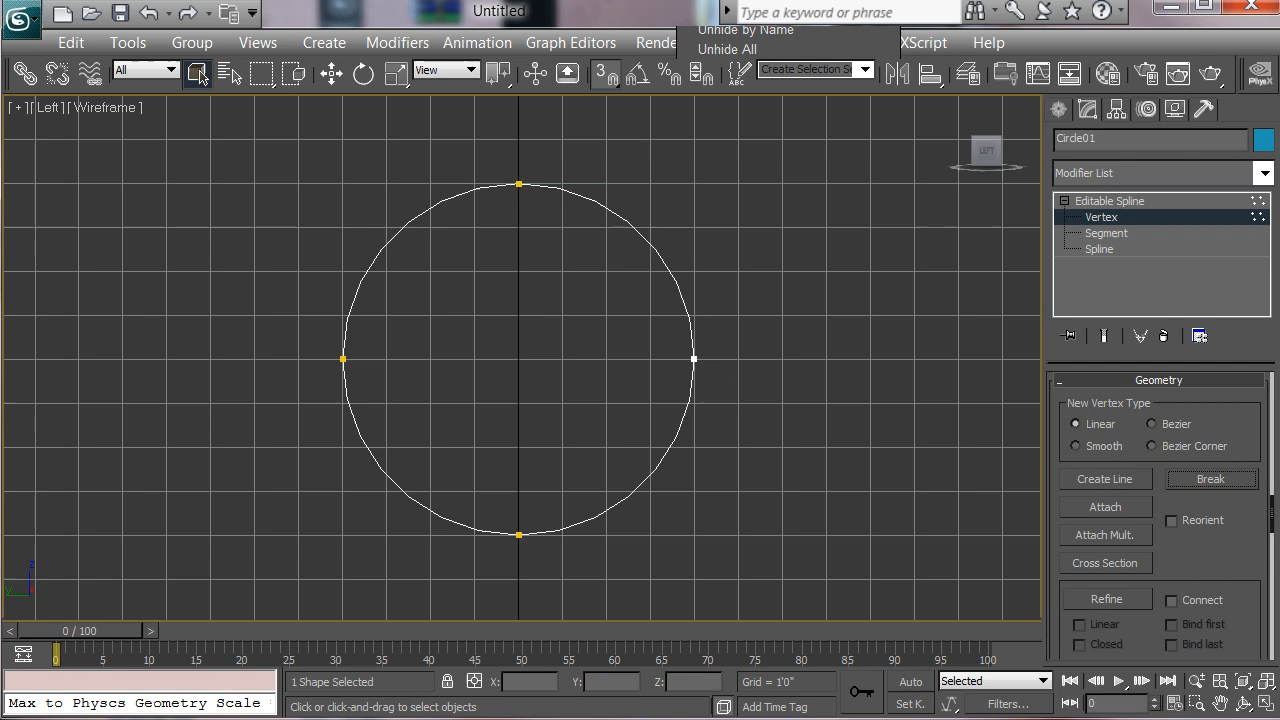 Untitled
Type a keyword or phrase
Edit Tools Group Views Create Modifiers Animation Graph Editors Rende XScript Help
Unhide by Name
Unhide All
All
View
3
%
ABC
Create Selection Se
PhysX
[ + ][ Left ][ Wireframe ]
LEFT
Circle01
Modifier List
Editable Spline
Vertex
Segment
Spline
Geometry
New Vertex Type
Linear Bezier
Smooth Bezier Corner
Create Line Break
Attach
Reorient
Attach Mult.
Cross Section
Refine Connect
Linear Bind first
Closed Bind last
z
y
< 0 / 100 >
0 5 10 15 20 25 30 35 40 45 50 55 60 65 70 75 80 85 90 95 100
1 Shape Selected X: Y: Z: Grid = 1'0" Auto Selected
Max to Physcs Geometry Scale
Click or click-and-drag to select objects Add Time Tag Set K. Filters... 0